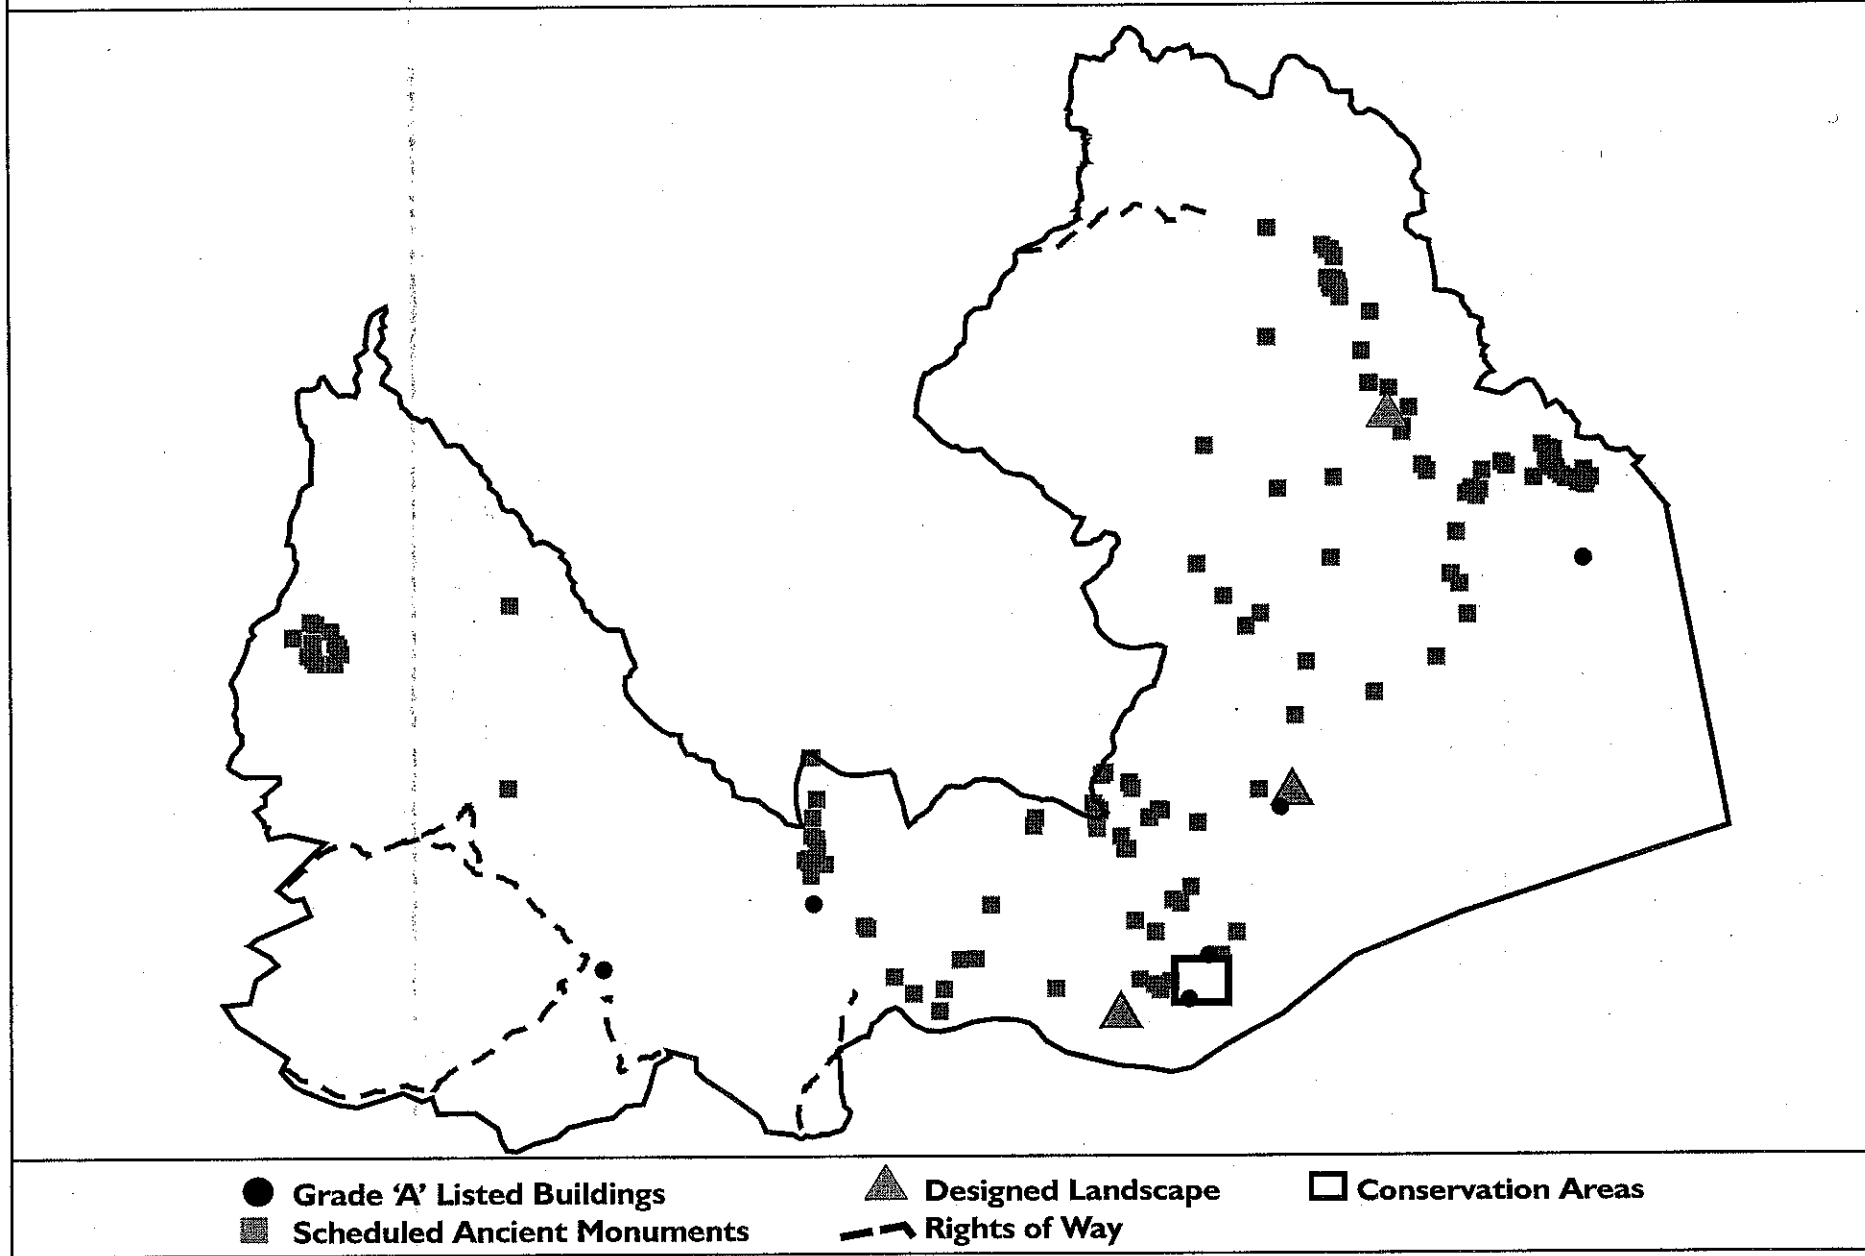 Grade ‘A’ Listed Buildings
Designed Landscape
Conservation Areas
Scheduled Ancient Monuments
Rights of Way